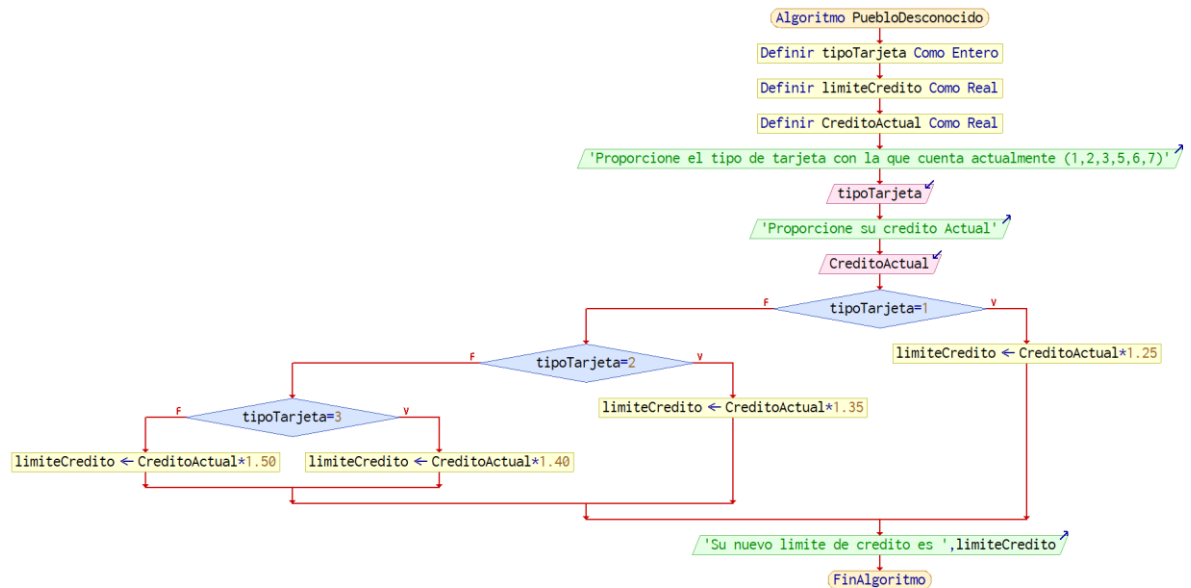 Algoritmo PuebloDesconocido
Definir tipoTarjeta Como Entero
Definir limiteCredito Como Real
Definir CreditoActual Como Real
'Proporcione el tipo de tarjeta con la que cuenta actualmente (1,2,3,5,6,7)'
tipoTarjeta
'Proporcione su credito Actual'
CreditoActual
F
V
tipoTarjeta=1
limiteCredito ← CreditoActual*1.25
F
V
tipoTarjeta=2
limiteCredito ← CreditoActual*1.35
F
V
tipoTarjeta=3
limiteCredito ← CreditoActual*1.50
limiteCredito ← CreditoActual*1.40
'Su nuevo limite de credito es ',limiteCredito
FinAlgoritmo